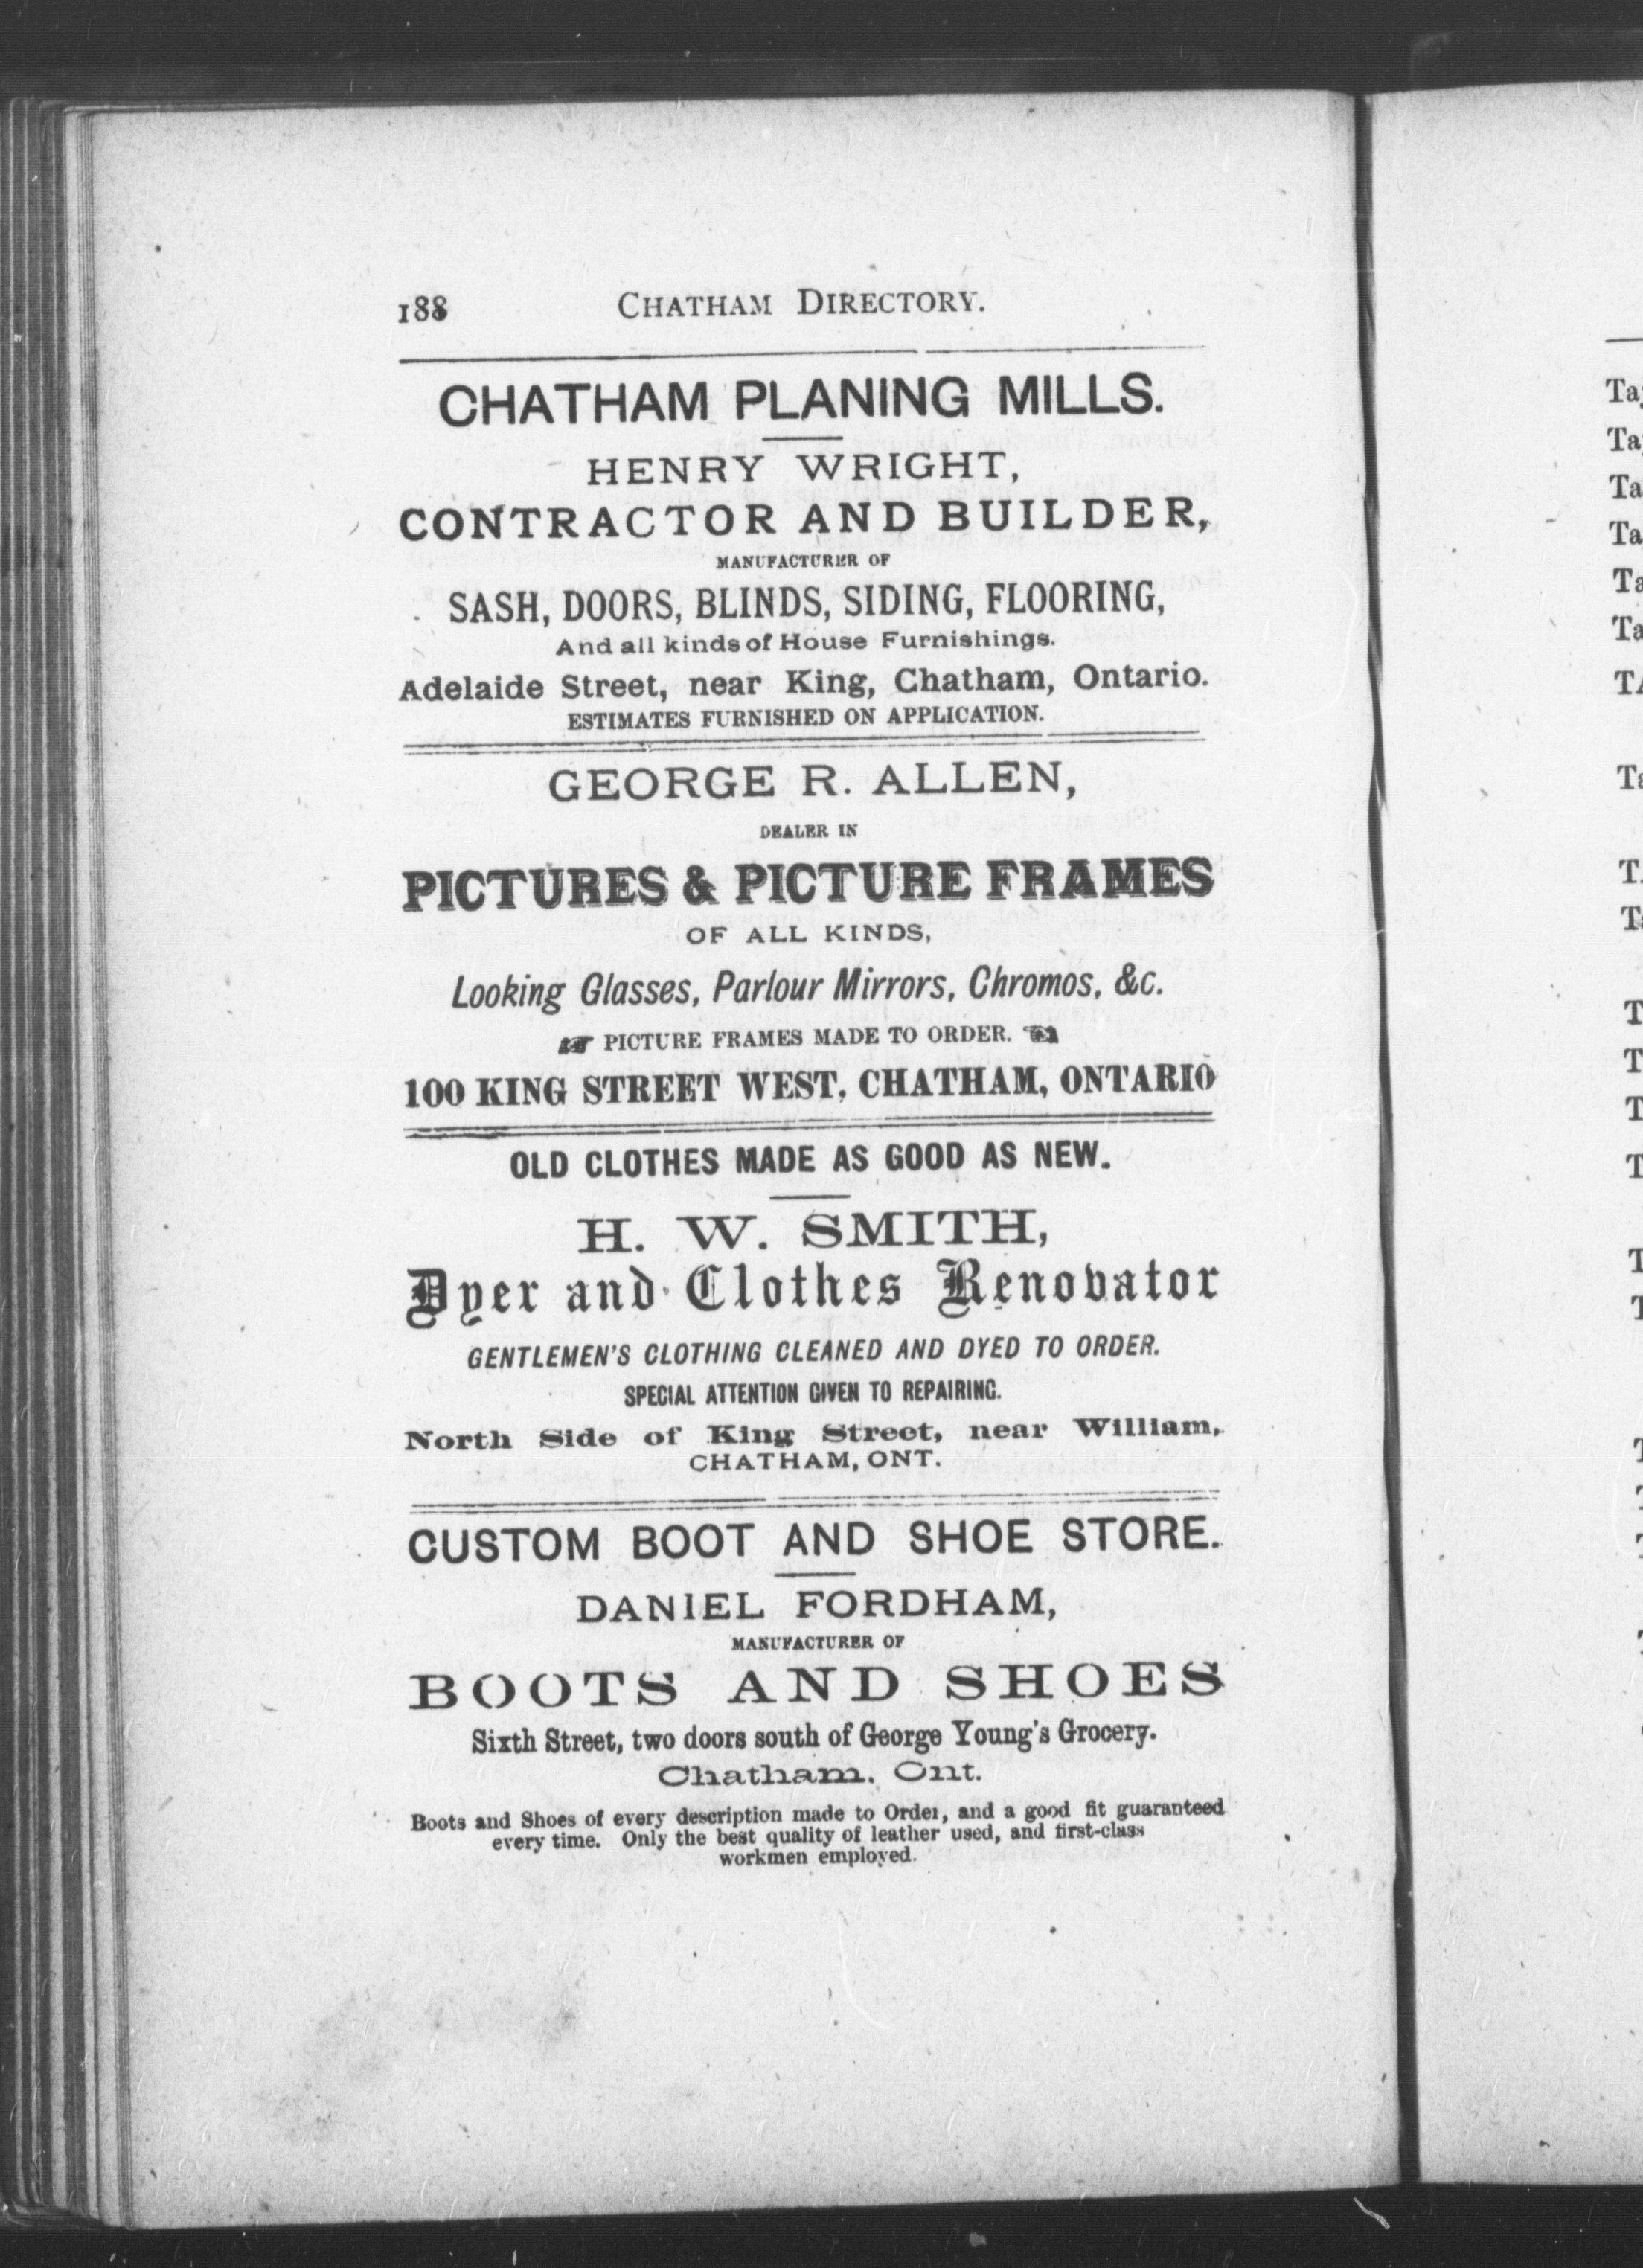 188 CHATHAM DIRECTORY.
CHATHAM PLANING MILLS.
HENRY WRIGHT,
CONTRACTOR AND BUILDER,
MANUFACTURER OF
SASH, DOORS, BLINDS, SIDING, FLOORING,
And all kinds of House Furnishings.
Adelaide Street, near King, Chatham, Ontario.
ESTIMATES FURNISHED ON APPLICATION.
GEORGE R. ALLEN,
DEALER IN
PICTURES & PICTURE FRAMES
OF ALL KINDS,
Looking Glasses, Parlour Mirrors, Chromos, &c.
☞ PICTURE FRAMES MADE TO ORDER. ☜
100 KING STREET WEST, CHATHAM, ONTARIO
OLD CLOTHES MADE AS GOOD AS NEW.
H. W. SMITH,
Dyer and Clothes Renovator
GENTLEMEN'S CLOTHING CLEANED AND DYED TO ORDER.
SPECIAL ATTENTION GIVEN TO REPAIRING.
North Side of King Street, near William,
CHATHAM, ONT.
CUSTOM BOOT AND SHOE STORE.
DANIEL FORDHAM,
MANUFACTURER OF
BOOTS AND SHOES
Sixth Street, two doors south of George Young's Grocery.
Chatham, Ont.
Boots and Shoes of every description made to Order, and a good fit guaranteed
every time. Only the best quality of leather used, and first-class
workmen employed.